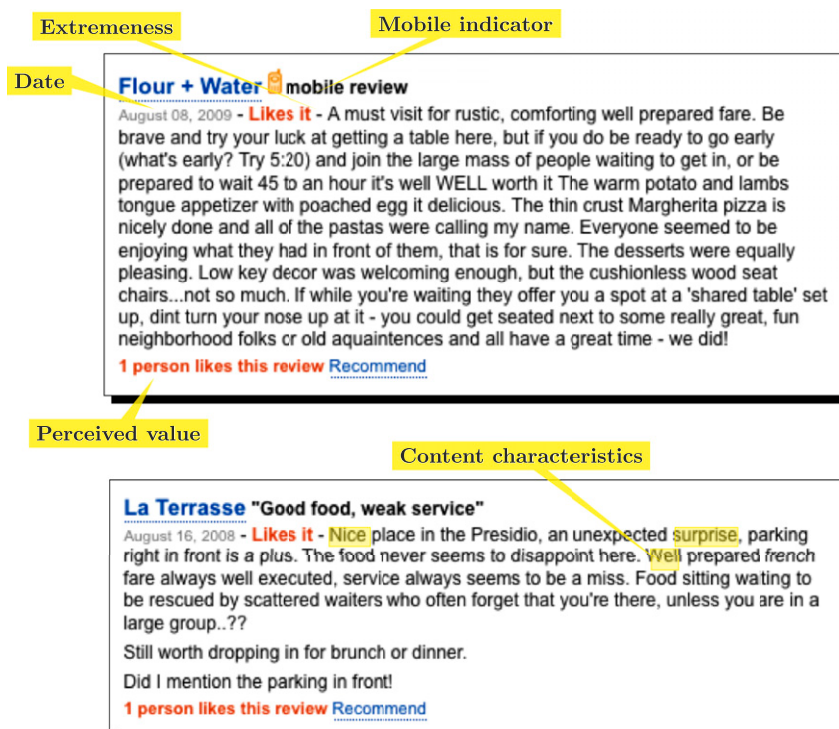 Extremeness
Mobile indicator
Date
Flour + Water mobile review
August 08, 2009 - Likes it - A must visit for rustic, comforting well prepared fare. Be
brave and try your luck at getting a table here, but if you do be ready to go early
(what's early? Try 5:20) and join the large mass of people waiting to get in, or be
prepared to wait 45 to an hour it's well WELL worth it The warm potato and lambs
tongue appetizer with poached egg it delicious. The thin crust Margherita pizza is
nicely done and all of the pastas were calling my name. Everyone seemed to be
enjoying what they had in front of them, that is for sure. The desserts were equally
pleasing. Low key decor was welcoming enough, but the cushionless wood seat
chairs...not so much. If while you're waiting they offer you a spot at a 'shared table' set
up, dint turn your nose up at it - you could get seated next to some really great, fun
neighborhood folks or old aquaintences and all have a great time - we did!
1 person likes this review Recommend
Perceived value
Content characteristics
La Terrasse "Good food, weak service"
August 16, 2008 - Likes it - Nice place in the Presidio, an unexpected surprise, parking
right in front is a plus. The food never seems to disappoint here. Well prepared french
fare always well executed, service always seems to be a miss. Food sitting waiting to
be rescued by scattered waiters who often forget that you're there, unless you are in a
large group..??
Still worth dropping in for brunch or dinner.
Did I mention the parking in front!
1 person likes this review Recommend